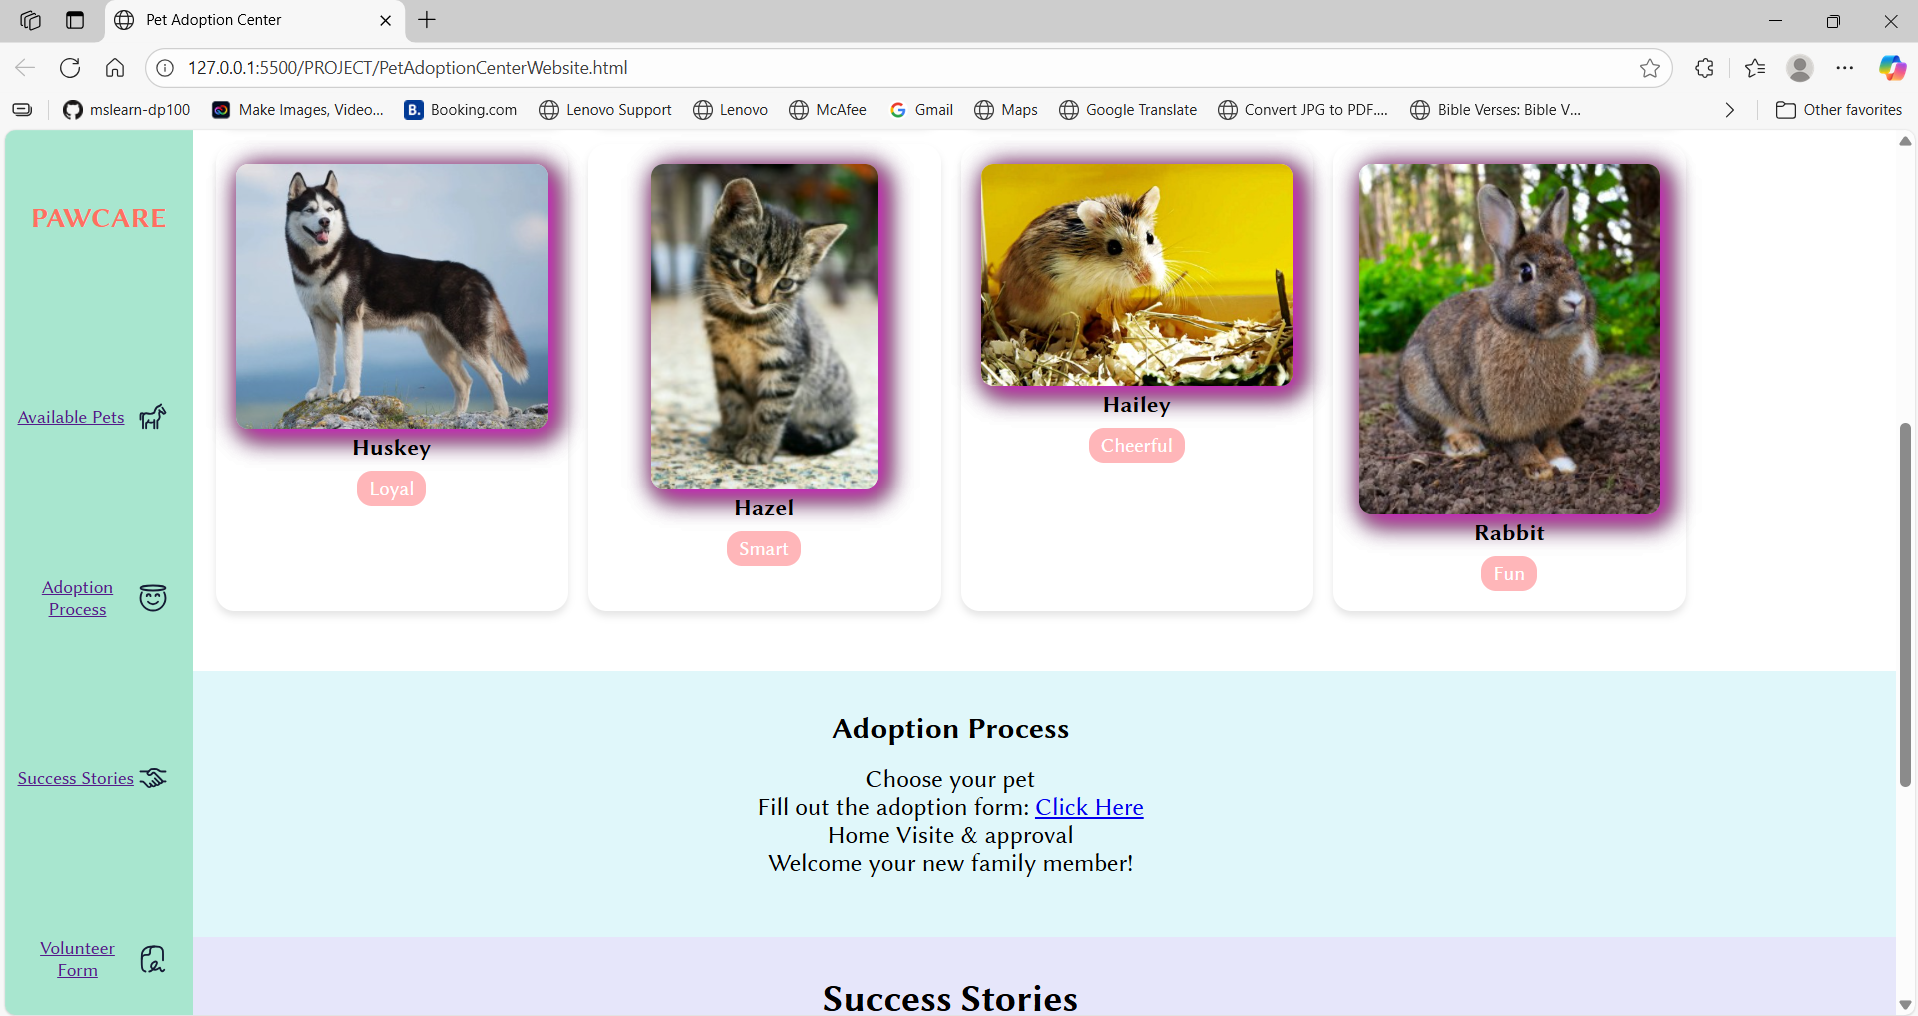 Pet Adoption Center
127.0.0.1:5500/PROJECT/PetAdoptionCenterWebsite.html
mslearn-dp100
Make Images, Video...
B.
Booking.com
Lenovo Support
Lenovo
McAfee
G
Gmail
Maps
Google Translate
Convert JPG to PDF....
Bible Verses: Bible V...
Other favorites
PAWCARE
Available Pets
Adoption
Process
Success Stories
Volunteer
Form
Huskey
Loyal
Hazel
Smart
Hailey
Cheerful
Rabbit
Fun
Adoption Process
Choose your pet
Fill out the adoption form: Click Here
Home Visite & approval
Welcome your new family member!
Success Stories